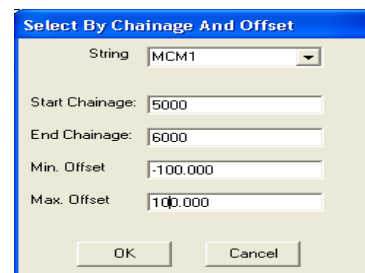 Select By Chainage And Offset
String MCM1
Start Chainage: 5000
End Chainage: 6000
Min. Offset -100.000
Max. Offset 100.000
OK Cancel